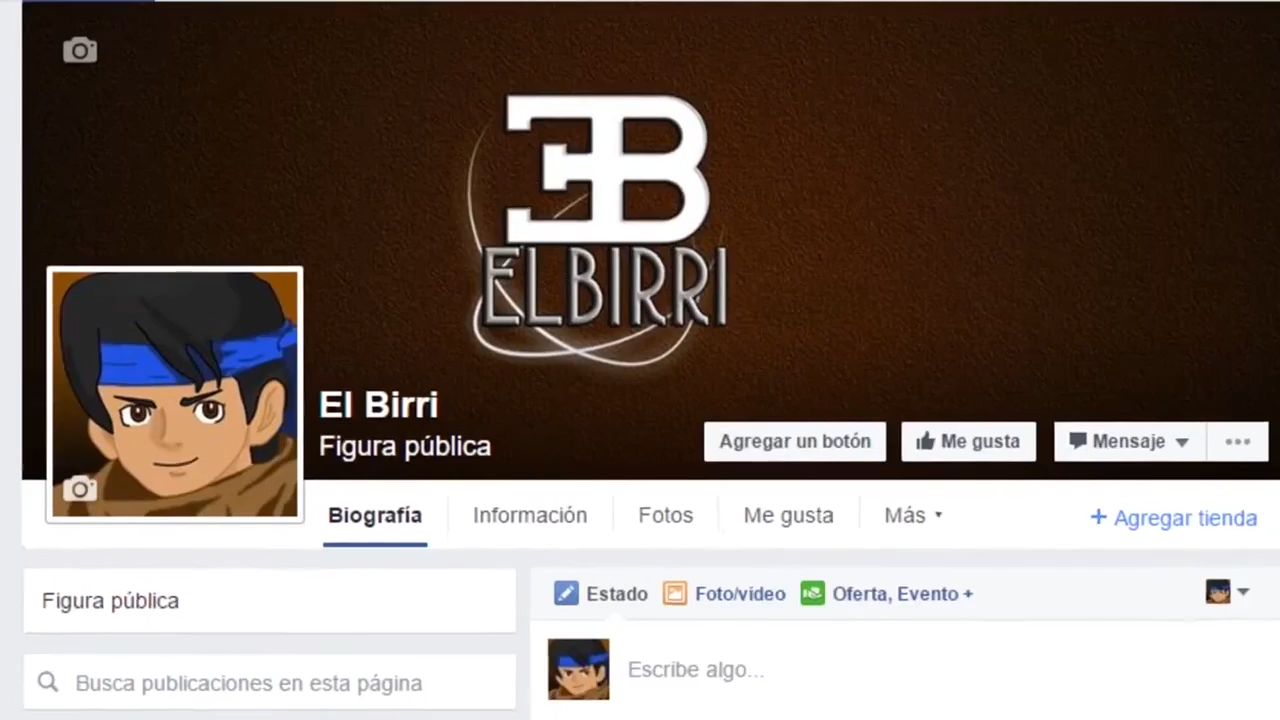 EB
ELBIRRI
El Birri
Figura pública
Agregar un botón
Me gusta
Mensaje
Biografía
Información
Fotos
Me gusta
Más
+ Agregar tienda
Figura pública
Estado
Foto/video
Oferta, Evento +
Busca publicaciones en esta página
Escribe algo...